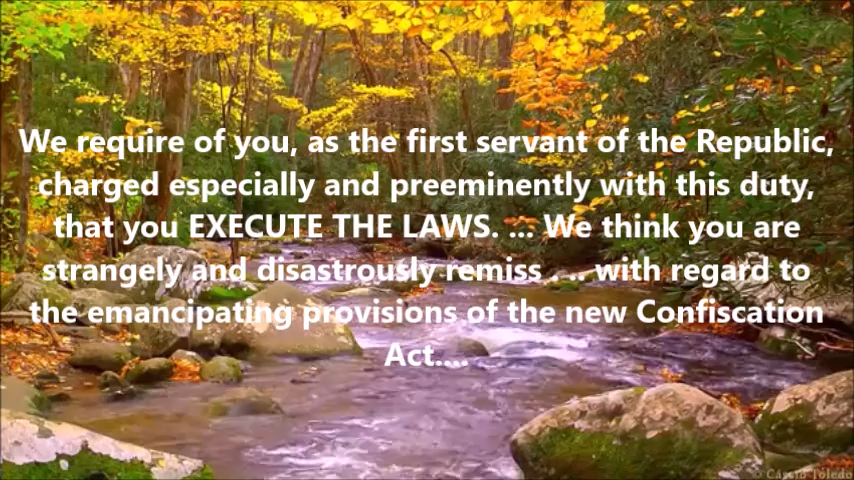 We require of you, as the first servant of the Republic,
charged especially and preeminently with this duty,
that you EXECUTE THE LAWS. ... We think you are
strangely and disastrously remiss . .. with regard to
the emancipating provisions of the new Confiscation
Act....
© Cássio Toledo